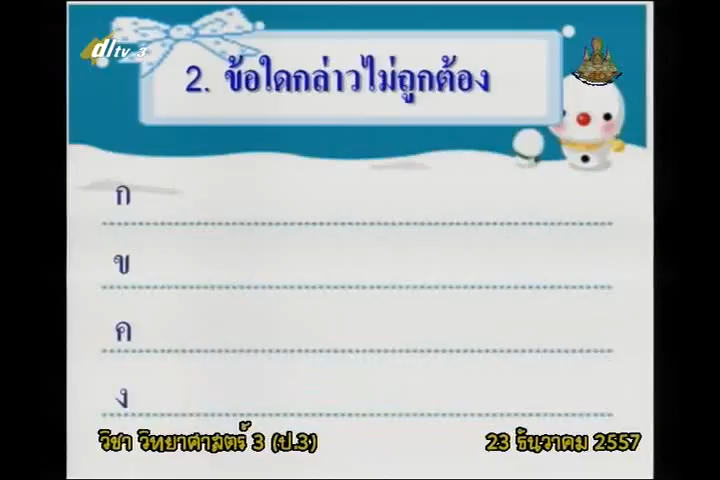 dltv 3
2. ข้อใดกล่าวไม่ถูกต้อง
ก
ข
ค
ง
วิชา วิทยาศาสตร์ 3 (ป.3)
23 ธันวาคม 2557